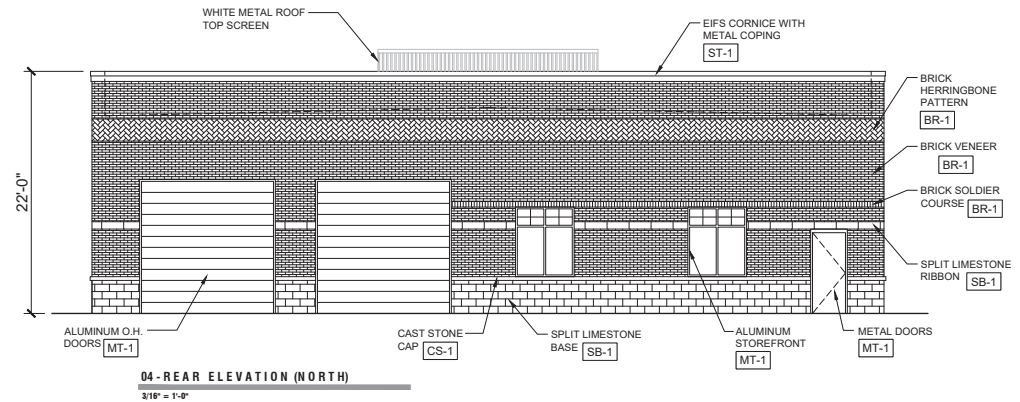 WHITE METAL ROOF
TOP SCREEN
EIFS CORNICE WITH
METAL COPING
ST-1
BRICK
HERRINGBONE
PATTERN
BR-1
BRICK VENEER
BR-1
BRICK SOLDIER
COURSE BR-1
SPLIT LIMESTONE
RIBBON
SB-1
22'-0"
ALUMINUM O.H.
DOORS MT-1
CAST STONE
CAP CS-1
SPLIT LIMESTONE
BASE SB-1
ALUMINUM
STOREFRONT
MT-1
METAL DOORS
MT-1
04-REAR ELEVATION (NORTH)
3/16" = 1'-0"